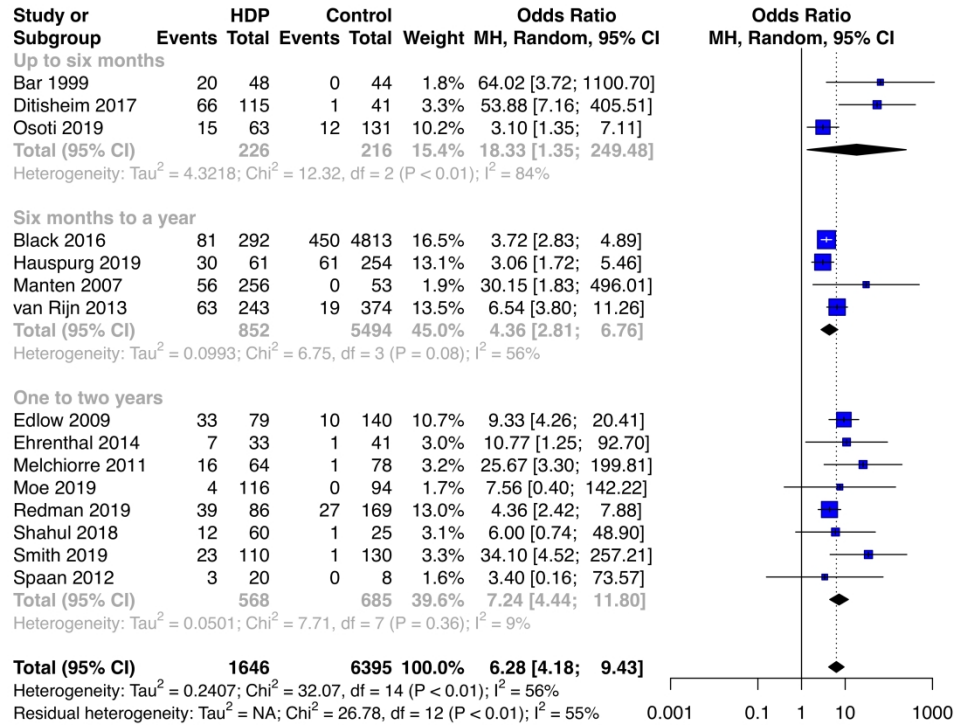 Study or HDP Control Odds Ratio Odds Ratio
Subgroup Events Total Events Total Weight MH, Random, 95% CI MH, Random, 95% CI
Up to six months
Bar 1999 20 48 0 44 1.8% 64.02 [3.72; 1100.70]
Ditisheim 2017 66 115 1 41 3.3% 53.88 [7.16; 405.51]
Osoti 2019 15 63 12 131 10.2% 3.10 [1.35; 7.11]
Total (95% CI) 226 216 15.4% 18.33 [1.35; 249.48]
Heterogeneity: Tau² = 4.3218; Chi² = 12.32, df = 2 (P < 0.01); I² = 84%
Six months to a year
Black 2016 81 292 450 4813 16.5% 3.72 [2.83; 4.89]
Hauspurg 2019 30 61 61 254 13.1% 3.06 [1.72; 5.46]
Manten 2007 56 256 0 53 1.9% 30.15 [1.83; 496.01]
van Rijn 2013 63 243 19 374 13.5% 6.54 [3.80; 11.26]
Total (95% CI) 852 5494 45.0% 4.36 [2.81; 6.76]
Heterogeneity: Tau² = 0.0993; Chi² = 6.75, df = 3 (P = 0.08); I² = 56%
One to two years
Edlow 2009 33 79 10 140 10.7% 9.33 [4.26; 20.41]
Ehrenthal 2014 7 33 1 41 3.0% 10.77 [1.25; 92.70]
Melchiorre 2011 16 64 1 78 3.2% 25.67 [3.30; 199.81]
Moe 2019 4 116 0 94 1.7% 7.56 [0.40; 142.22]
Redman 2019 39 86 27 169 13.0% 4.36 [2.42; 7.88]
Shahul 2018 12 60 1 25 3.1% 6.00 [0.74; 48.90]
Smith 2019 23 110 1 130 3.3% 34.10 [4.52; 257.21]
Spaan 2012 3 20 0 8 1.6% 3.40 [0.16; 73.57]
Total (95% CI) 568 685 39.6% 7.24 [4.44; 11.80]
Heterogeneity: Tau² = 0.0501; Chi² = 7.71, df = 7 (P = 0.36); I² = 9%
Total (95% CI) 1646 6395 100.0% 6.28 [4.18; 9.43]
Heterogeneity: Tau² = 0.2407; Chi² = 32.07, df = 14 (P < 0.01); I² = 56%
Residual heterogeneity: Tau² = NA; Chi² = 26.78, df = 12 (P < 0.01); I² = 55%
0.001 0.1 1 10 1000